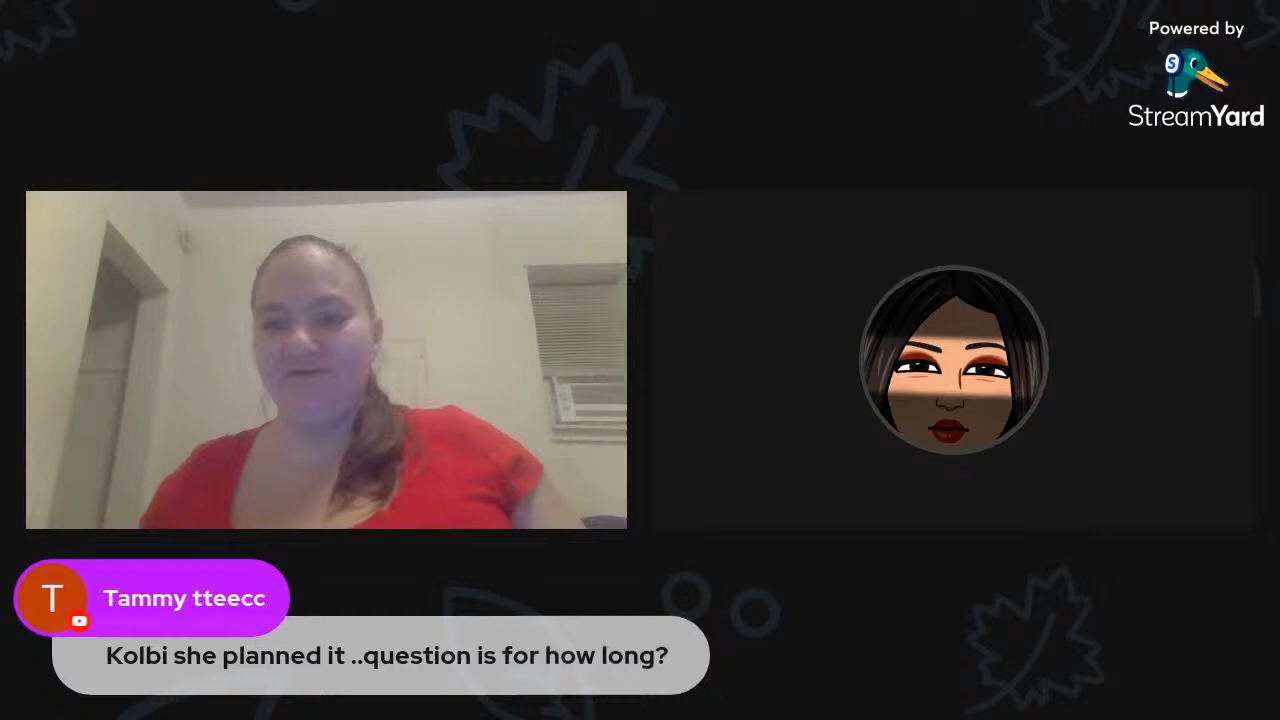 Powered by
S
StreamYard
T
Tammy tteecc
Kolbi she planned it ..question is for how long?